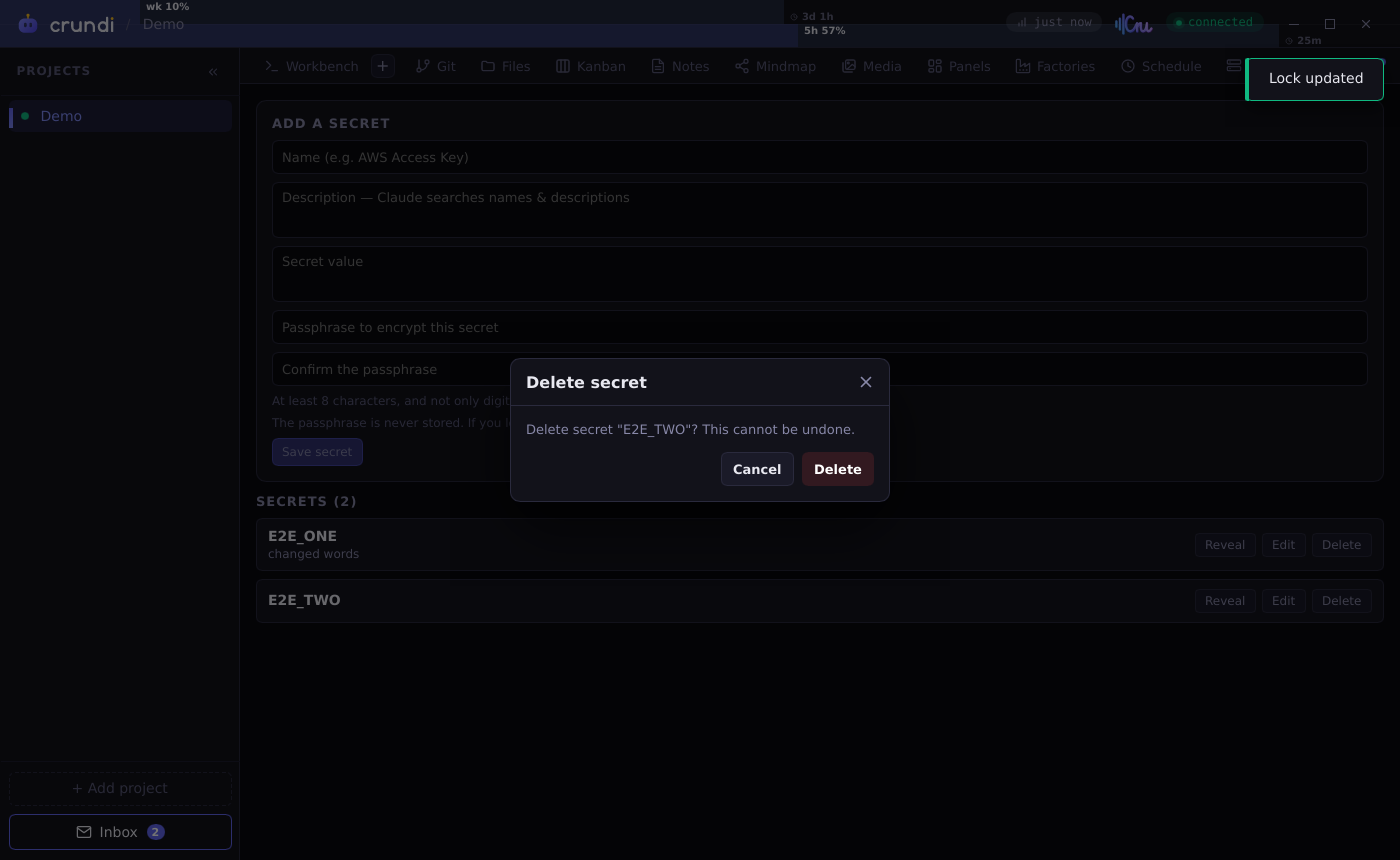 wk 10%
crundi / Demo
3d 1h
5h 57%
just now
Cru
connected
25m
PROJECTS «
Workbench + Git Files Kanban Notes Mindmap Media Panels Factories Schedule
Lock updated
Demo
ADD A SECRET
Name (e.g. AWS Access Key)
Description — Claude searches names & descriptions
Secret value
Passphrase to encrypt this secret
Confirm the passphrase
At least 8 characters, and not only
The passphrase is never stored. If you
Save secret
Delete secret
Delete secret "E2E_TWO"? This cannot be undone.
Cancel Delete
SECRETS (2)
E2E_ONE
changed words
Reveal Edit Delete
E2E_TWO
Reveal Edit Delete
+ Add project
Inbox 2